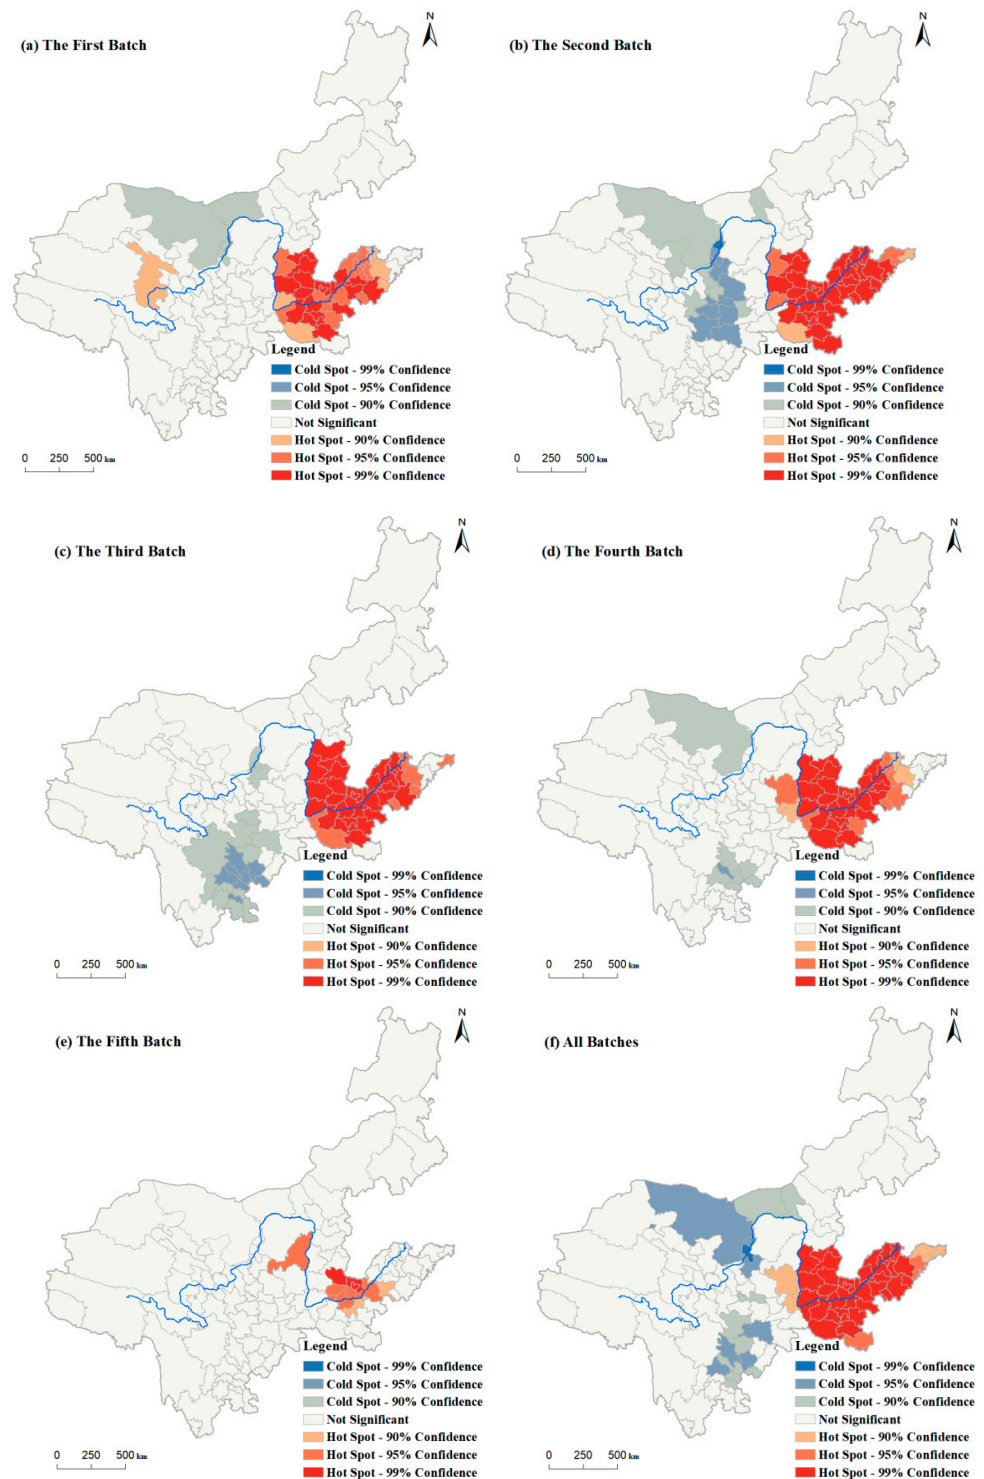 N
N
(a) The First Batch
(b) The Second Batch
Legend
Cold Spot - 99% Confidence
Cold Spot - 95% Confidence
Cold Spot - 90% Confidence
Not Significant
Hot Spot - 90% Confidence
Hot Spot - 95% Confidence
Hot Spot - 99% Confidence
0 250 500 km
Legend
Cold Spot - 99% Confidence
Cold Spot - 95% Confidence
Cold Spot - 90% Confidence
Not Significant
Hot Spot - 90% Confidence
Hot Spot - 95% Confidence
Hot Spot - 99% Confidence
0 250 500 km
N
N
(c) The Third Batch
(d) The Fourth Batch
Legend
Cold Spot - 99% Confidence
Cold Spot - 95% Confidence
Cold Spot - 90% Confidence
Not Significant
Hot Spot - 90% Confidence
Hot Spot - 95% Confidence
Hot Spot - 99% Confidence
0 250 500 km
Legend
Cold Spot - 99% Confidence
Cold Spot - 95% Confidence
Cold Spot - 90% Confidence
Not Significant
Hot Spot - 90% Confidence
Hot Spot - 95% Confidence
Hot Spot - 99% Confidence
0 250 500 km
N
N
(e) The Fifth Batch
(f) All Batches
Legend
Cold Spot - 99% Confidence
Cold Spot - 95% Confidence
Cold Spot - 90% Confidence
Not Significant
Hot Spot - 90% Confidence
Hot Spot - 95% Confidence
Hot Spot - 99% Confidence
0 250 500 km
Legend
Cold Spot - 99% Confidence
Cold Spot - 95% Confidence
Cold Spot - 90% Confidence
Not Significant
Hot Spot - 90% Confidence
Hot Spot - 95% Confidence
Hot Spot - 99% Confidence
0 250 500 km